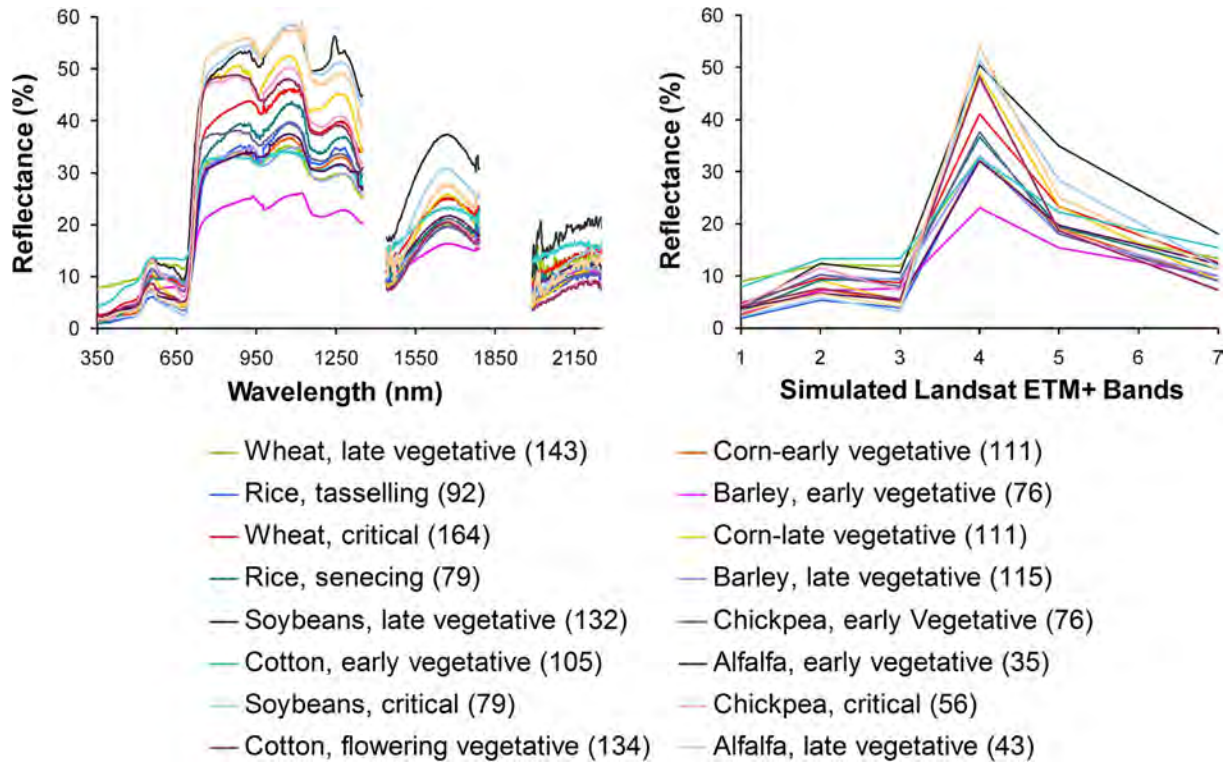 60
50
40
30
20
10
0
Reflectance (%)
350 650 950 1250 1550 1850 2150
Wavelength (nm)
60
50
40
30
20
10
0
Reflectance (%)
1 2 3 4 5 6 7
Simulated Landsat ETM+ Bands
Wheat, late vegetative (143)
Rice, tasselling (92)
Wheat, critical (164)
Rice, senecing (79)
Soybeans, late vegetative (132)
Cotton, early vegetative (105)
Soybeans, critical (79)
Cotton, flowering vegetative (134)
Corn-early vegetative (111)
Barley, early vegetative (76)
Corn-late vegetative (111)
Barley, late vegetative (115)
Chickpea, early Vegetative (76)
Alfalfa, early vegetative (35)
Chickpea, critical (56)
Alfalfa, late vegetative (43)